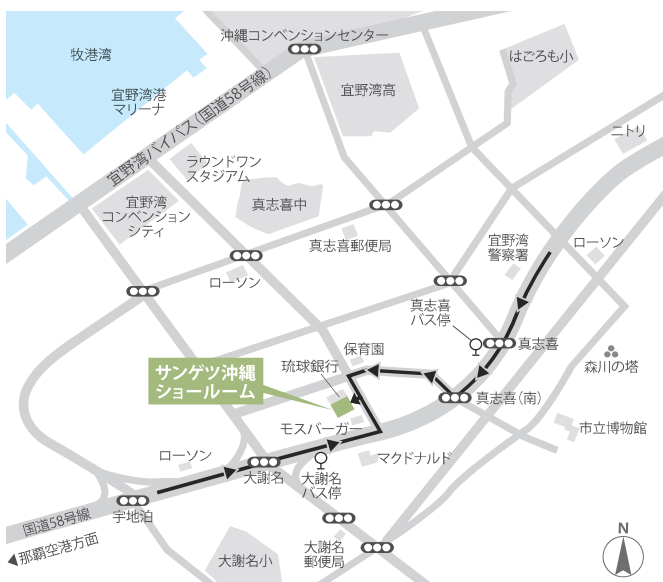 沖縄コンベンションセンター
牧港湾
はごろも小
宜野湾港
マリーナ
宜野湾高
宜野湾バイパス(国道58号線)
ニトリ
ラウンドワン
スタジアム
宜野湾
コンベンション
シティ
真志喜中
真志喜郵便局
宜野湾
警察署
ローソン
ローソン
真志喜
バス停
真志喜
保育園
琉球銀行
サンゲツ沖縄
ショールーム
森川の塔
真志喜(南)
モスバーガー
市立博物館
ローソン
マクドナルド
大謝名
大謝名
バス停
宇地泊
国道58号線
那覇空港方面
大謝名小
大謝名
郵便局
N